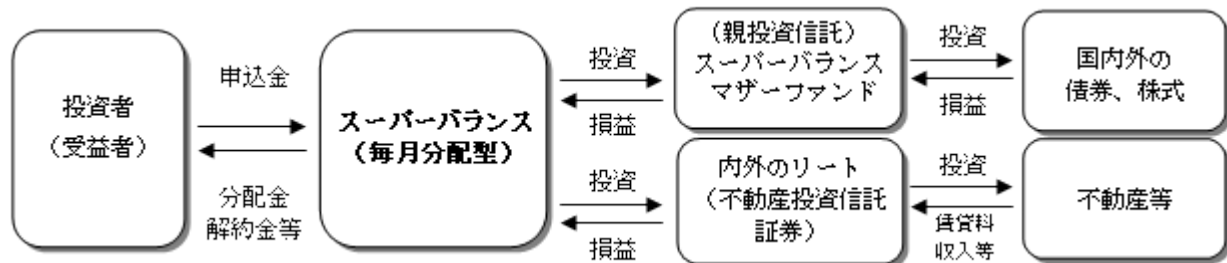 投資者
(受益者)
申込金
分配金
解約金等
スーパーバランス
(毎月分配型)
投資
損益
投資
損益
(親投資信託)
スーパーバランス
マザーファンド
内外のリート
(不動産投資信託
証券)
投資
損益
投資
賃貸料
収入等
国内外の
債券、株式
不動産等